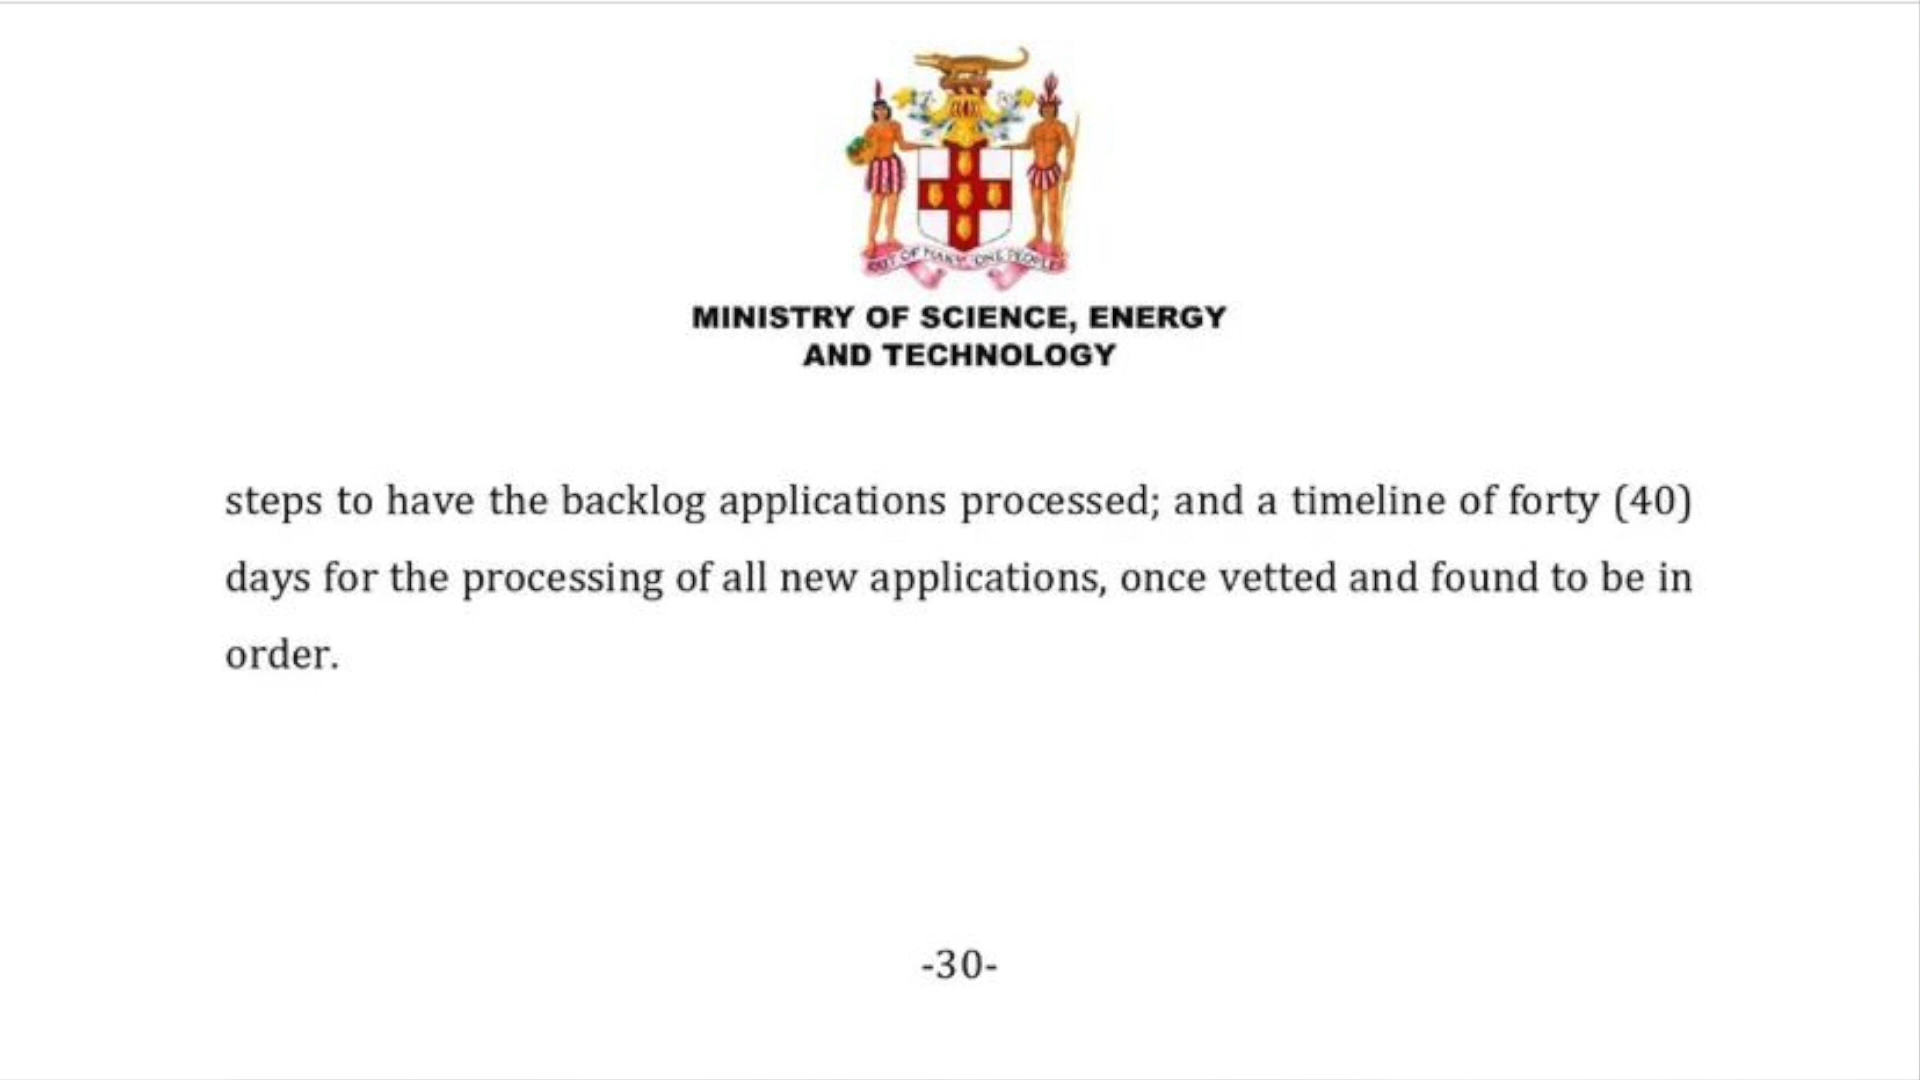 OUT OF MANY, ONE PEOPLE
MINISTRY OF SCIENCE, ENERGY
AND TECHNOLOGY
steps to have the backlog applications processed; and a timeline of forty (40)
days for the processing of all new applications, once vetted and found to be in
order.
-30-